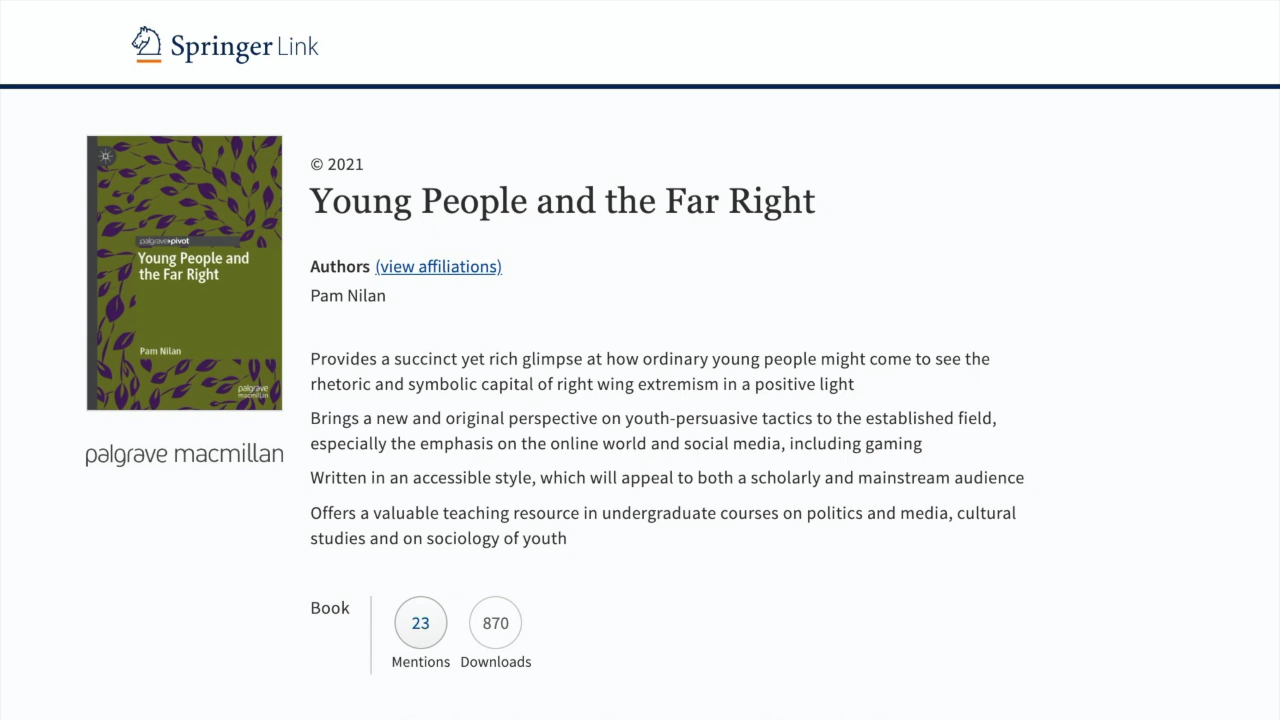 Springer Link
© 2021
Young People and the Far Right
Authors (view affiliations)
Pam Nilan
palgrave pivot
Young People and
the Far Right
Pam Nilan
palgrave
macmillan
palgrave macmillan
Provides a succinct yet rich glimpse at how ordinary young people might come to see the
rhetoric and symbolic capital of right wing extremism in a positive light
Brings a new and original perspective on youth-persuasive tactics to the established field,
especially the emphasis on the online world and social media, including gaming
Written in an accessible style, which will appeal to both a scholarly and mainstream audience
Offers a valuable teaching resource in undergraduate courses on politics and media, cultural
studies and on sociology of youth
Book
23
870
Mentions Downloads